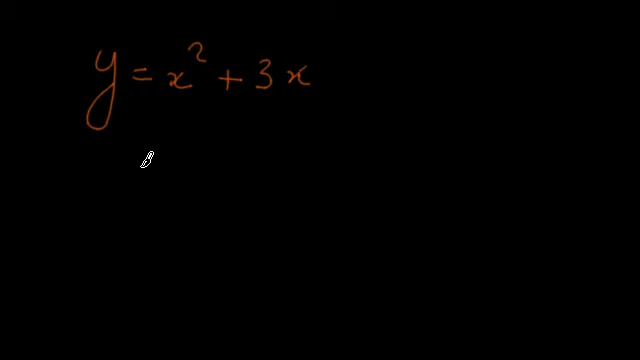 y = x² + 3x